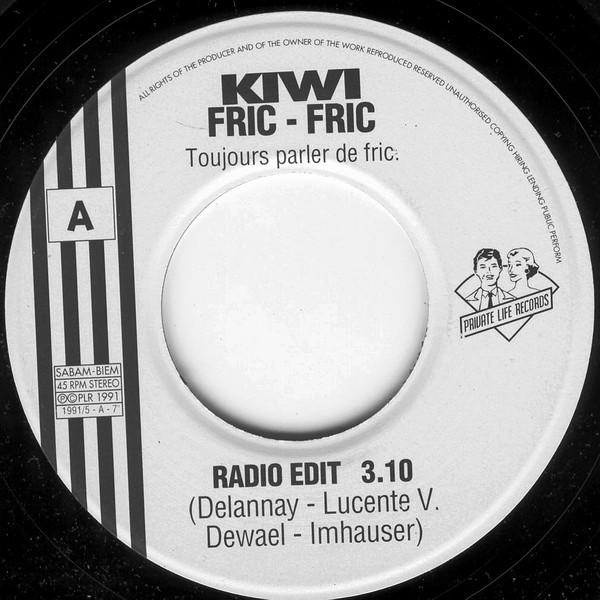 ALL RIGHTS OF THE PRODUCER AND OF THE OWNER OF THE WORK REPRODUCED RESERVED UNAUTHORISED COPYING HIRING LENDING PUBLIC PERFORM
KIWI
FRIC - FRIC
Toujours parler de fric.
A
PRIVATE LIFE RECORDS
SABAM-BIEM
45 RPM STEREO
ⓅⒸPLR 1991
1991/5 - A - 7"
RADIO EDIT 3.10
(Delannay - Lucente V.
Dewael - Imhauser)